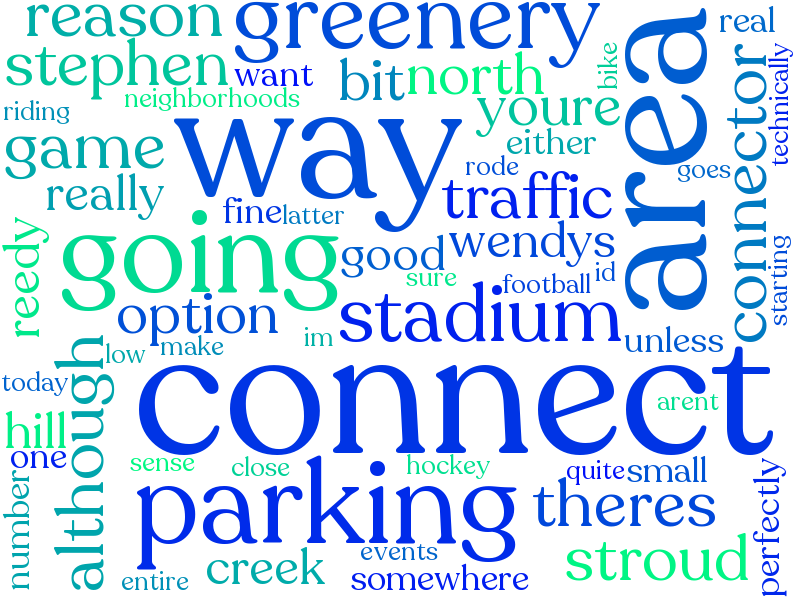 reason
greenery
area
real
stephen
want
bit
north
bike
connector
technically
neighborhoods
riding
way
youre
game
either
rode
goes
really
traffic
fine
latter
reedy
going
good
wendys
sure
football
id
starting
option
stadium
im
unless
although
low
make
today
connect
arent
hill
one
sense
close
hockey
quite
small
perfectly
number
parking
theres
events
creek
stroud
entire
somewhere